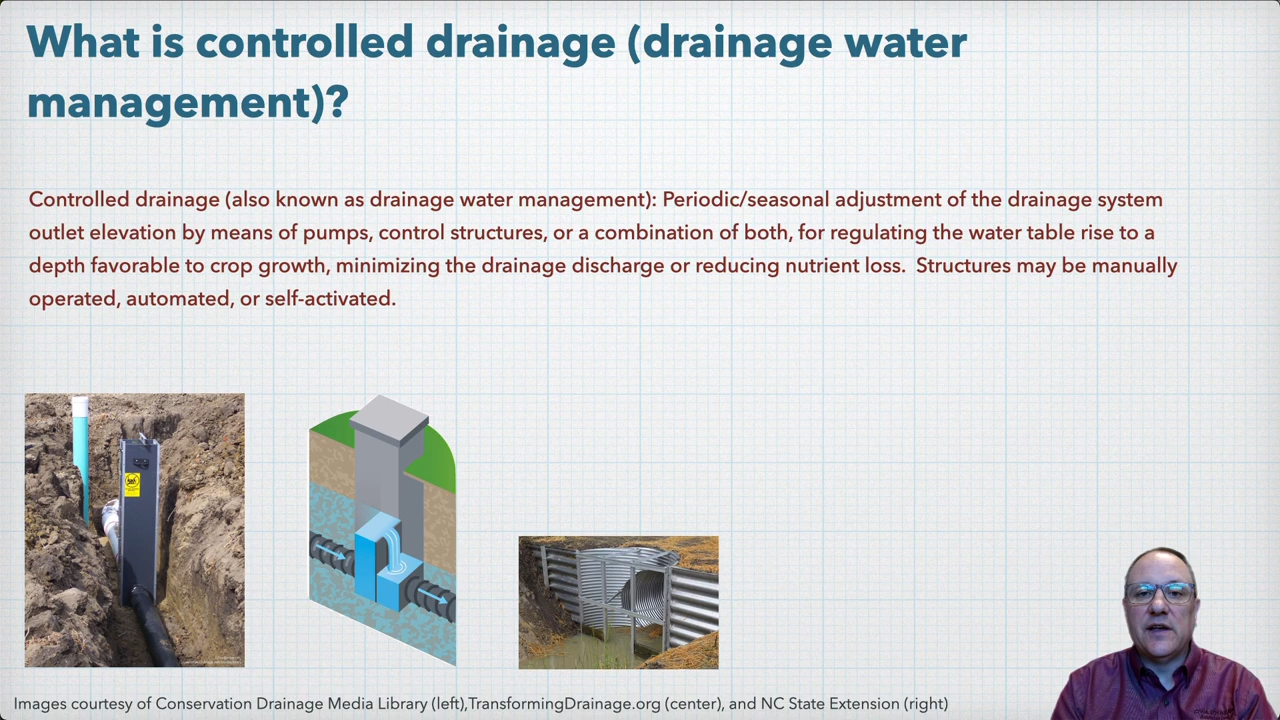 What is controlled drainage (drainage water
management)?
Controlled drainage (also known as drainage water management): Periodic/seasonal adjustment of the drainage system
outlet elevation by means of pumps, control structures, or a combination of both, for regulating the water table rise to a
depth favorable to crop growth, minimizing the drainage discharge or reducing nutrient loss.  Structures may be manually
operated, automated, or self-activated.
Images courtesy of Conservation Drainage Media Library (left),TransformingDrainage.org (center), and NC State Extension (right)